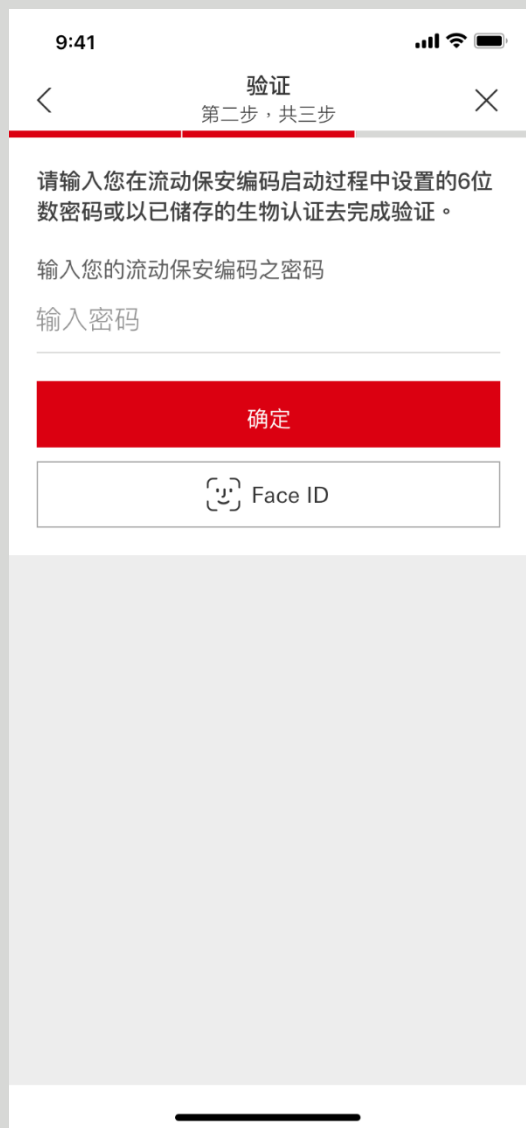 9:41
验证
第二步，共三步
请输入您在流动保安编码启动过程中设置的6位
数密码或以已储存的生物认证去完成验证。
输入您的流动保安编码之密码
输入密码
确定
Face ID